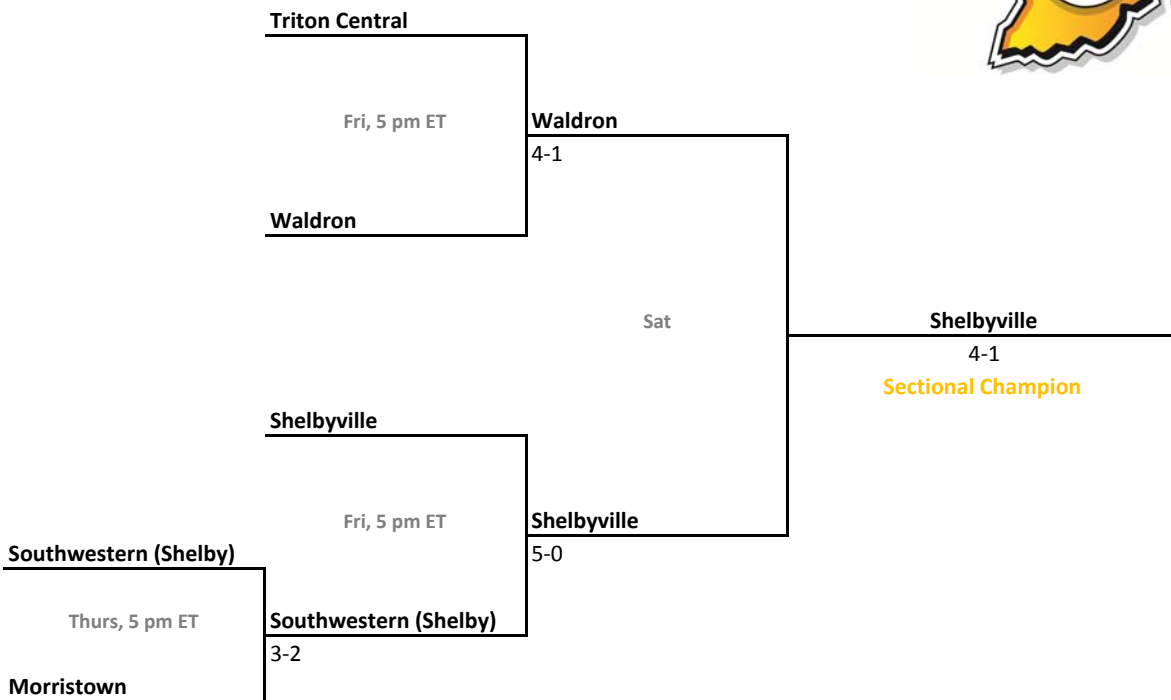 Triton Central
Fri, 5 pm ET
Waldron
4-1
Waldron
Sat
Shelbyville
4-1
Sectional Champion
Shelbyville
Fri, 5 pm ET
Shelbyville
5-0
Southwestern (Shelby)
Thurs, 5 pm ET
Southwestern (Shelby)
3-2
Morristown